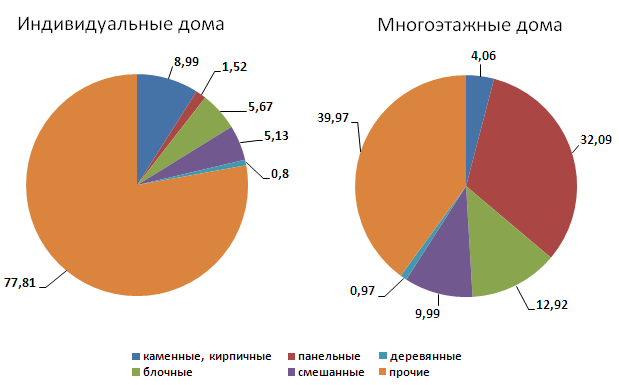 Индивидуальные дома
8,99
1,52
5,67
5,13
0,8
77,81
Многоэтажные дома
4,06
32,09
12,92
9,99
0,97
39,97
каменные, кирпичные
панельные
деревянные
блочные
смешанные
прочие